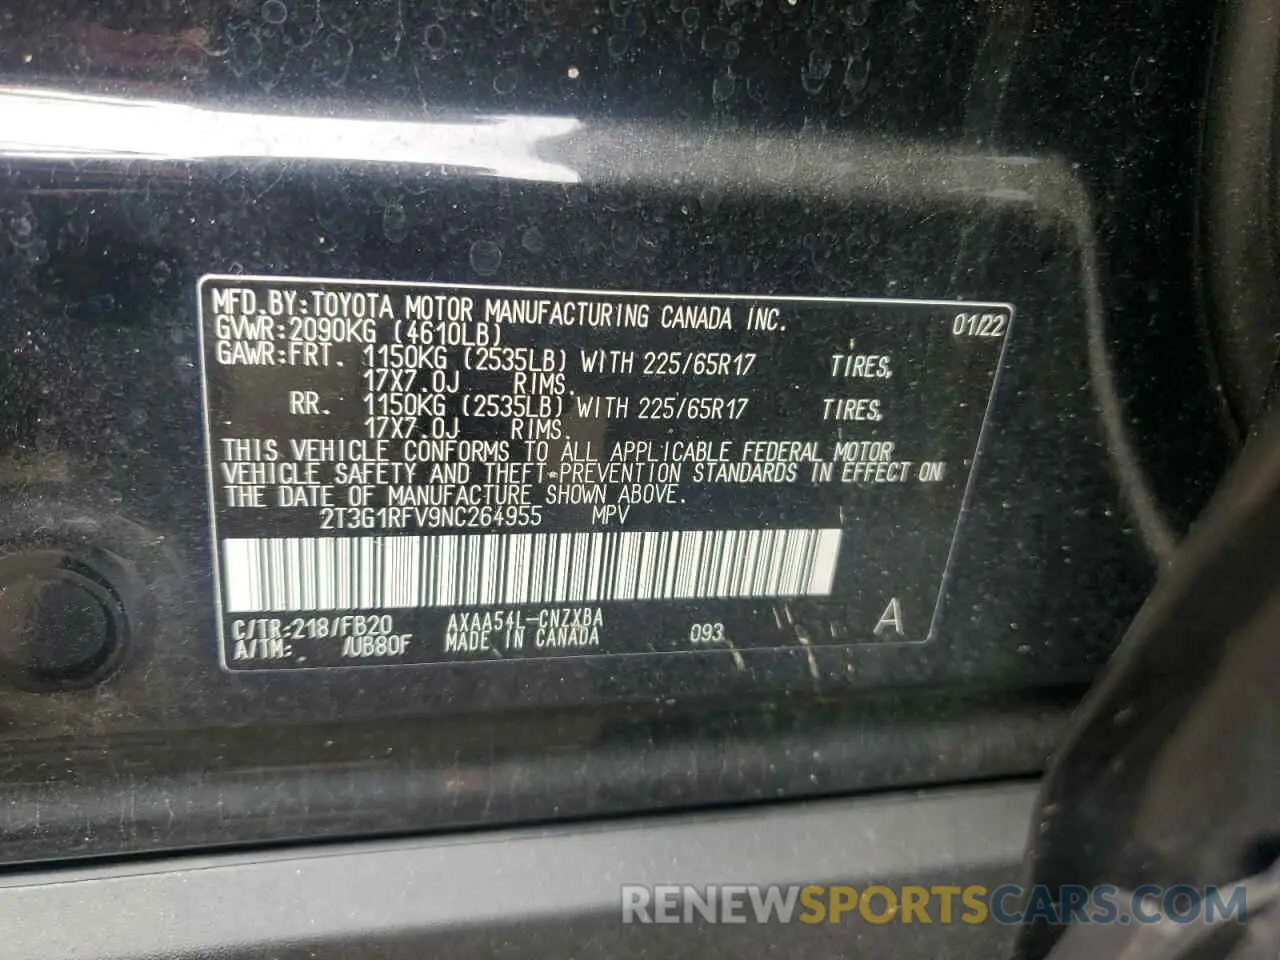 MFD.BY:TOYOTA MOTOR MANUFACTURING CANADA INC. 01/22
GVWR:2090KG (4610LB)
GAWR:FRT. 1150KG (2535LB) WITH 225/65R17 TIRES,
17X7.0J RIMS.
RR. 1150KG (2535LB) WITH 225/65R17 TIRES,
17X7.0J RIMS.
THIS VEHICLE CONFORMS TO ALL APPLICABLE FEDERAL MOTOR
VEHICLE SAFETY AND THEFT-PREVENTION STANDARDS IN EFFECT ON
THE DATE OF MANUFACTURE SHOWN ABOVE.
2T3G1RFV9NC264955 MPV
C/TR:218/FB20 AXAA54L-CNZXBA
A/TM: /UB80F MADE IN CANADA 093 A
RENEWSPORTSCARS.COM